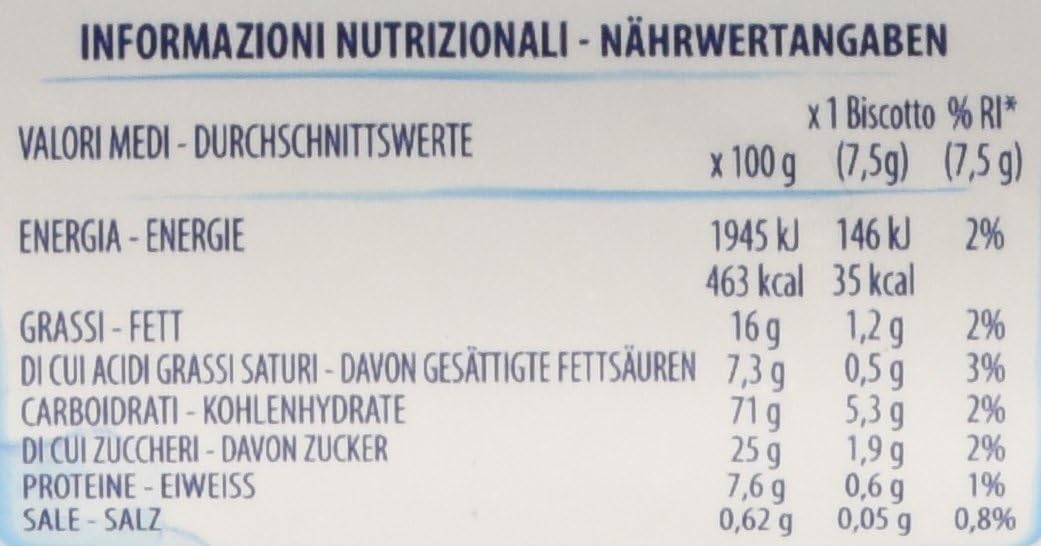 INFORMAZIONI NUTRIZIONALI - NÄHRWERTANGABEN
x 1 Biscotto % RI*
VALORI MEDI - DURCHSCHNITTSWERTE x 100 g (7,5g) (7,5 g)
ENERGIA - ENERGIE 1945 kJ 146 kJ 2%
463 kcal 35 kcal
GRASSI - FETT 16 g 1,2 g 2%
DI CUI ACIDI GRASSI SATURI - DAVON GESÄTTIGTE FETTSÄUREN 7,3 g 0,5 g 3%
CARBOIDRATI - KOHLENHYDRATE 71 g 5,3 g 2%
DI CUI ZUCCHERI - DAVON ZUCKER 25 g 1,9 g 2%
PROTEINE - EIWEISS 7,6 g 0,6 g 1%
SALE - SALZ 0,62 g 0,05 g 0,8%